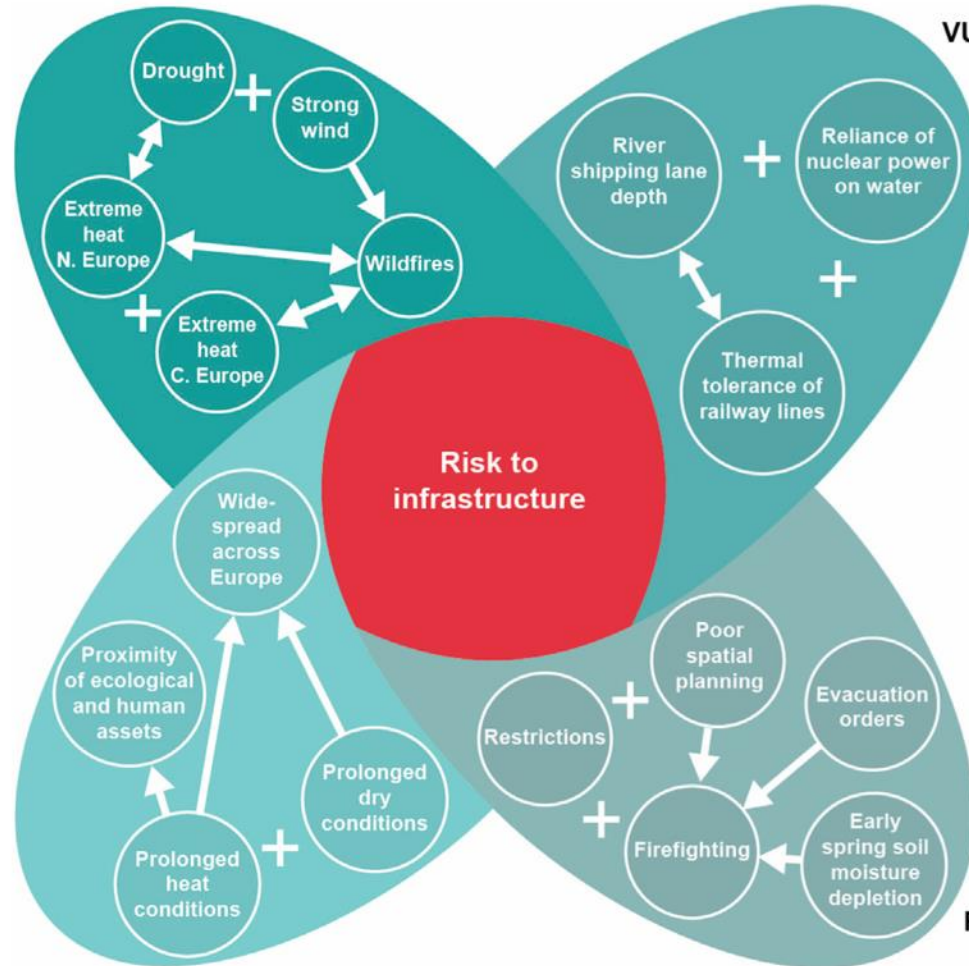 VU
Drought
Strong
wind
Extreme
heat
N. Europe
Wildfires
Extreme
heat
C. Europe
River
shipping lane
depth
Reliance of
nuclear power
on water
Thermal
tolerance of
railway lines
Risk to
infrastructure
Wide-
spread
across
Europe
Proximity
of ecological
and human
assets
Prolonged
dry
conditions
Prolonged
heat
conditions
Poor
spatial
planning
Restrictions
Evacuation
orders
Firefighting
Early
spring soil
moisture
depletion